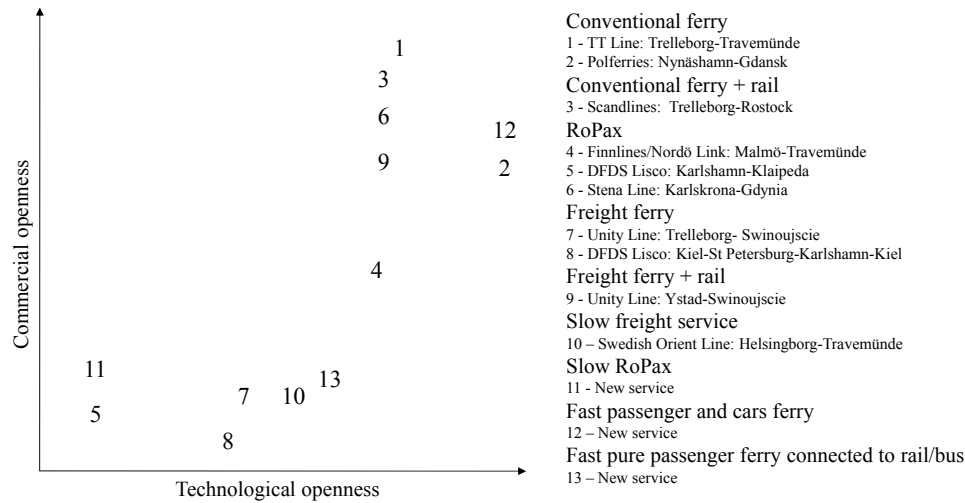 Conventional ferry
1 - TT Line: Trelleborg-Travemünde
2 - Polferries: Nynäshamn-Gdansk
Conventional ferry + rail
3 - Scandlines:  Trelleborg-Rostock
RoPax
4 - Finnlines/Nordö Link: Malmö-Travemünde
5 - DFDS Lisco: Karlshamn-Klaipeda
6 - Stena Line: Karlskrona-Gdynia
Freight ferry
7 - Unity Line: Trelleborg- Swinoujscie
8 - DFDS Lisco: Kiel-St Petersburg-Karlshamn-Kiel
Freight ferry + rail
9 - Unity Line: Ystad-Swinoujscie
Slow freight service
10 – Swedish Orient Line: Helsingborg-Travemünde
Slow RoPax
11 - New service
Fast passenger and cars ferry
12 – New service
Fast pure passenger ferry connected to rail/bus
13 - New service
Commercial openness
1
3
6
12
9
2
4
11
13
7
10
5
8
Technological openness